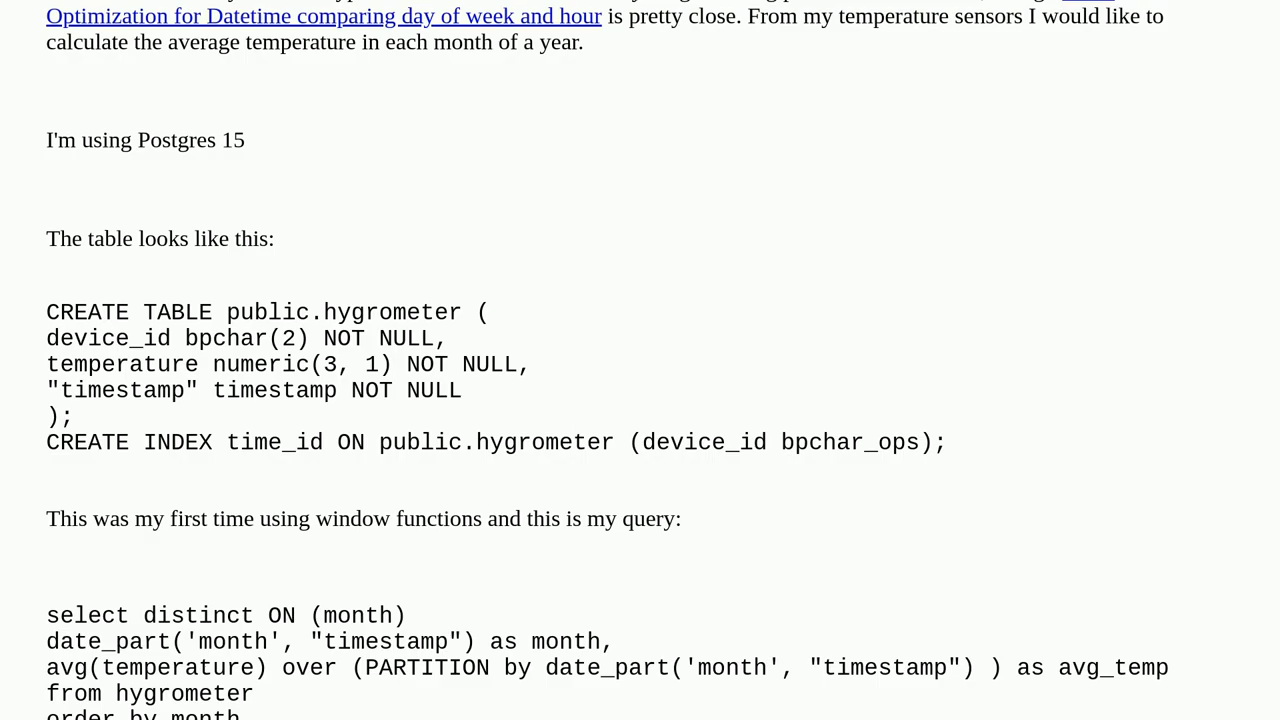 Optimization for Datetime comparing day of week and hour is pretty close. From my temperature sensors I would like to
calculate the average temperature in each month of a year.
I'm using Postgres 15
The table looks like this:
CREATE TABLE public.hygrometer (
device_id bpchar(2) NOT NULL,
temperature numeric(3, 1) NOT NULL,
"timestamp" timestamp NOT NULL
);
CREATE INDEX time_id ON public.hygrometer (device_id bpchar_ops);
This was my first time using window functions and this is my query:
select distinct ON (month)
date_part('month', "timestamp") as month,
avg(temperature) over (PARTITION by date_part('month', "timestamp") ) as avg_temp
from hygrometer
order by month